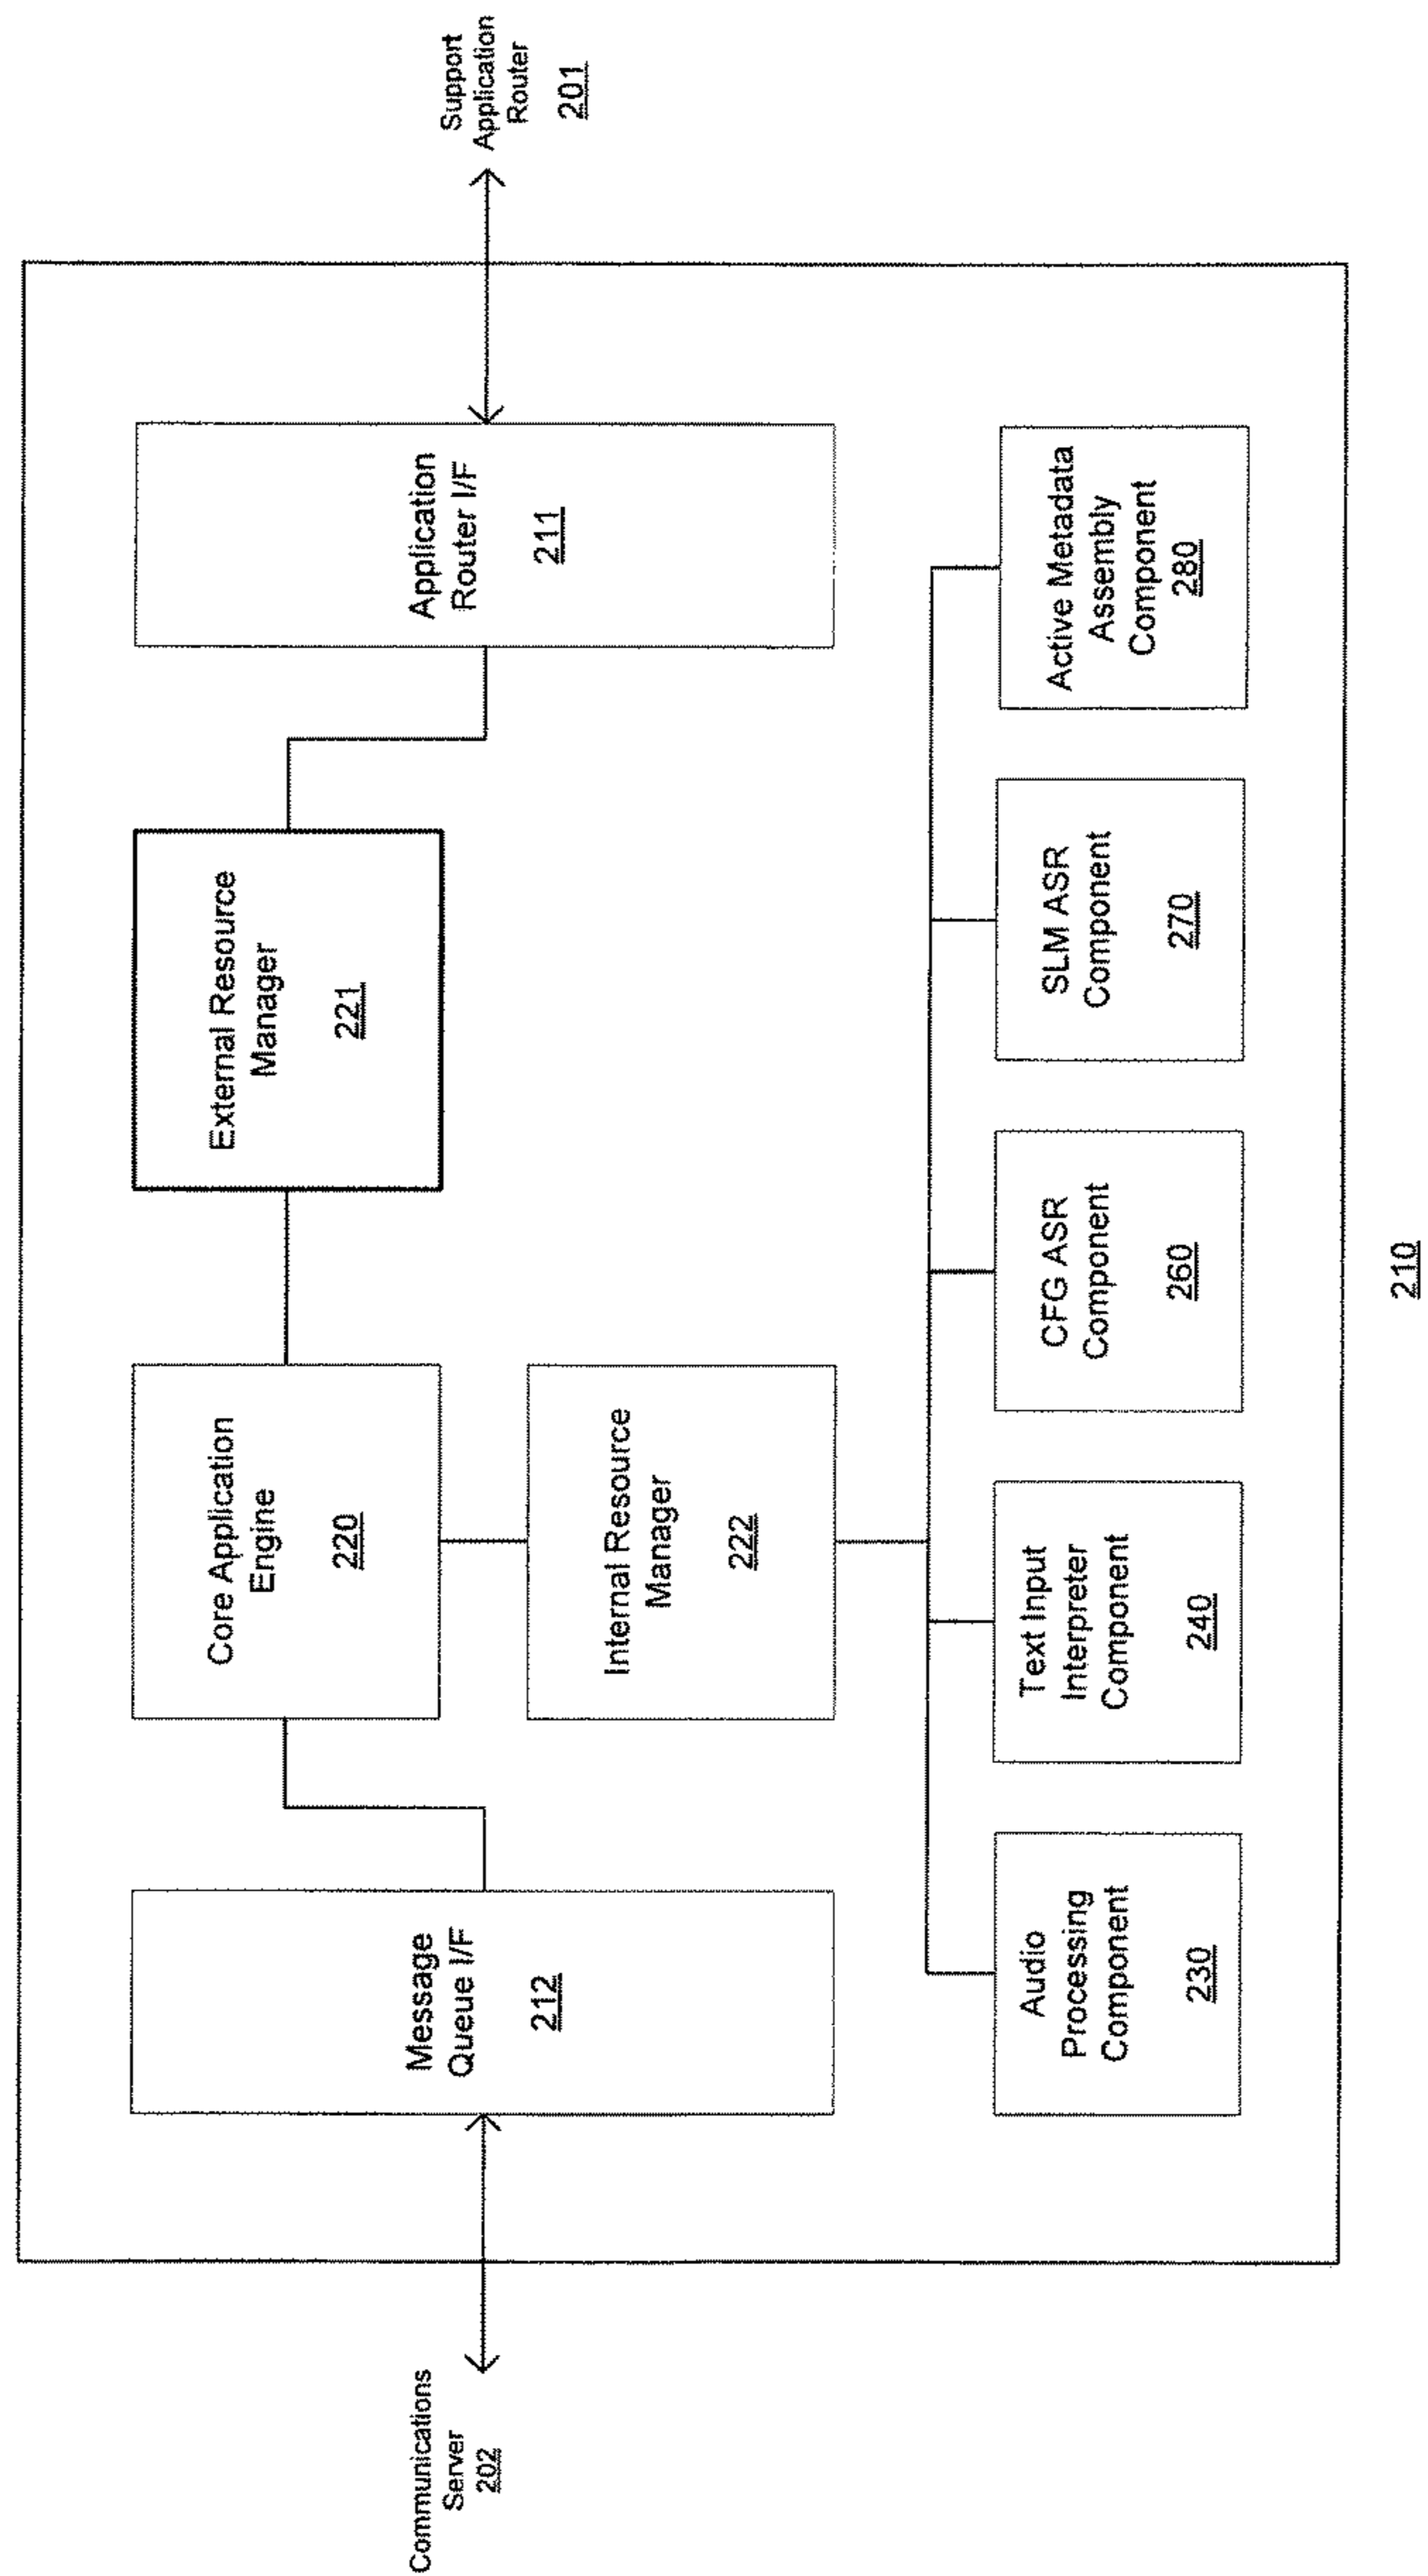 Communications
Server
202
Message
Queue I/F
212
Core Application
Engine
220
External Resource
Manager
221
Application
Router I/F
211
Support
Application
Router
201
Internal Resource
Manager
222
Audio
Processing
Component
230
Text Input
Interpreter
Component
240
CFG ASR
Component
260
SLM ASR
Component
270
Active Metadata
Assembly
Component
280
210